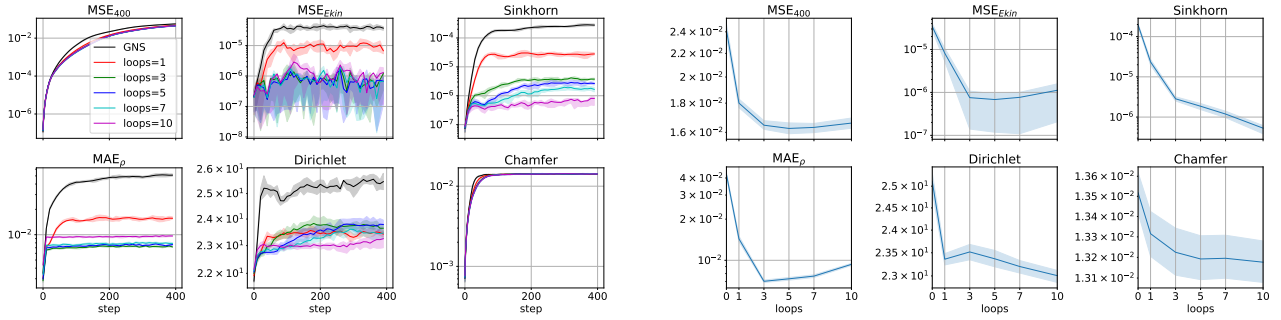 MSE₄₀₀
10⁻²
10⁻⁴
10⁻⁶
GNS
loops=1
loops=3
loops=5
loops=7
loops=10
MSE_Ekin
10⁻⁵
10⁻⁶
10⁻⁷
10⁻⁸
Sinkhorn
10⁻⁴
10⁻⁵
10⁻⁶
10⁻⁷
MSE₄₀₀
2.4 × 10⁻²
2.2 × 10⁻²
2 × 10⁻²
1.8 × 10⁻²
1.6 × 10⁻²
MSE_Ekin
10⁻⁵
10⁻⁶
10⁻⁷
Sinkhorn
10⁻⁴
10⁻⁵
10⁻⁶
MAEρ
10⁻²
0 200 400
step
Dirichlet
2.6 × 10¹
2.5 × 10¹
2.4 × 10¹
2.3 × 10¹
2.2 × 10¹
0 200 400
step
Chamfer
10⁻²
10⁻³
0 200 400
step
MAEρ
4 × 10⁻²
3 × 10⁻²
2 × 10⁻²
10⁻²
0 1 3 5 7 10
loops
Dirichlet
2.5 × 10¹
2.45 × 10¹
2.4 × 10¹
2.35 × 10¹
2.3 × 10¹
0 1 3 5 7 10
loops
Chamfer
1.36 × 10⁻²
1.35 × 10⁻²
1.34 × 10⁻²
1.33 × 10⁻²
1.32 × 10⁻²
1.31 × 10⁻²
0 1 3 5 7 10
loops